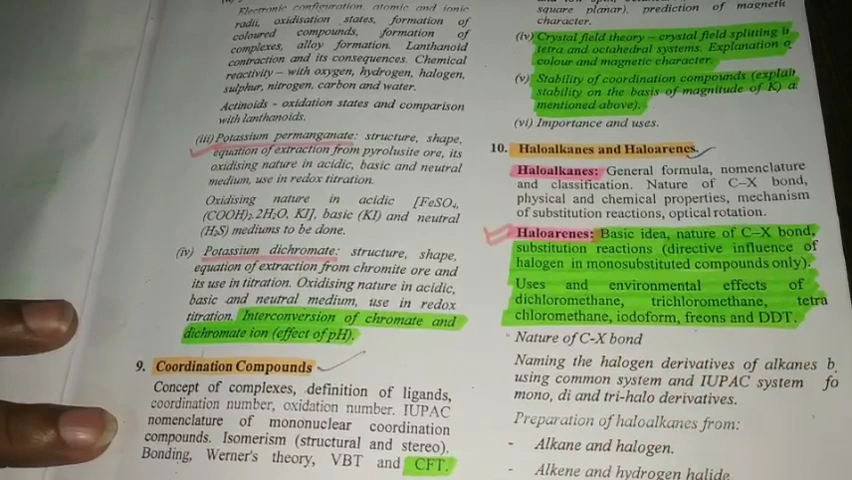 Electronic configuration, atomic and ionic
radii, oxidisation states, formation of
coloured compounds, formation of
complexes, alloy formation. Lanthanoid
contraction and its consequences. Chemical
reactivity – with oxygen, hydrogen, halogen,
sulphur, nitrogen, carbon and water.
Actinoids - oxidation states and comparison
with lanthanoids.
(iii) Potassium permanganate: structure, shape,
equation of extraction from pyrolusite ore, its
oxidising nature in acidic, basic and neutral
medium, use in redox titration.
Oxidising nature in acidic [FeSO₄,
(COOH)₂.2H₂O, KI], basic (KI) and neutral
(H₂S) mediums to be done.
(iv) Potassium dichromate: structure, shape,
equation of extraction from chromite ore and
its use in titration. Oxidising nature in acidic,
basic and neutral medium, use in redox
titration. Interconversion of chromate and
dichromate ion (effect of pH).
9. Coordination Compounds
Concept of complexes, definition of ligands,
coordination number, oxidation number. IUPAC
nomenclature of mononuclear coordination
compounds. Isomerism (structural and stereo).
Bonding, Werner's theory, VBT and CFT.
square planar), prediction of magnetic
character.
(iv) Crystal field theory – crystal field splitting i
tetra and octahedral systems. Explanation o
colour and magnetic character.
(v) Stability of coordination compounds (explain
stability on the basis of magnitude of K) a
mentioned above).
(vi) Importance and uses.
10. Haloalkanes and Haloarenes.
Haloalkanes: General formula, nomenclature
and classification. Nature of C–X bond,
physical and chemical properties, mechanism
of substitution reactions, optical rotation.
Haloarenes: Basic idea, nature of C–X bond,
substitution reactions (directive influence of
halogen in monosubstituted compounds only).
Uses and environmental effects of
dichloromethane, trichloromethane, tetra
chloromethane, iodoform, freons and DDT.
Nature of C-X bond
Naming the halogen derivatives of alkanes b
using common system and IUPAC system fo
mono, di and tri-halo derivatives.
Preparation of haloalkanes from:
- Alkane and halogen.
- Alkene and hydrogen halide